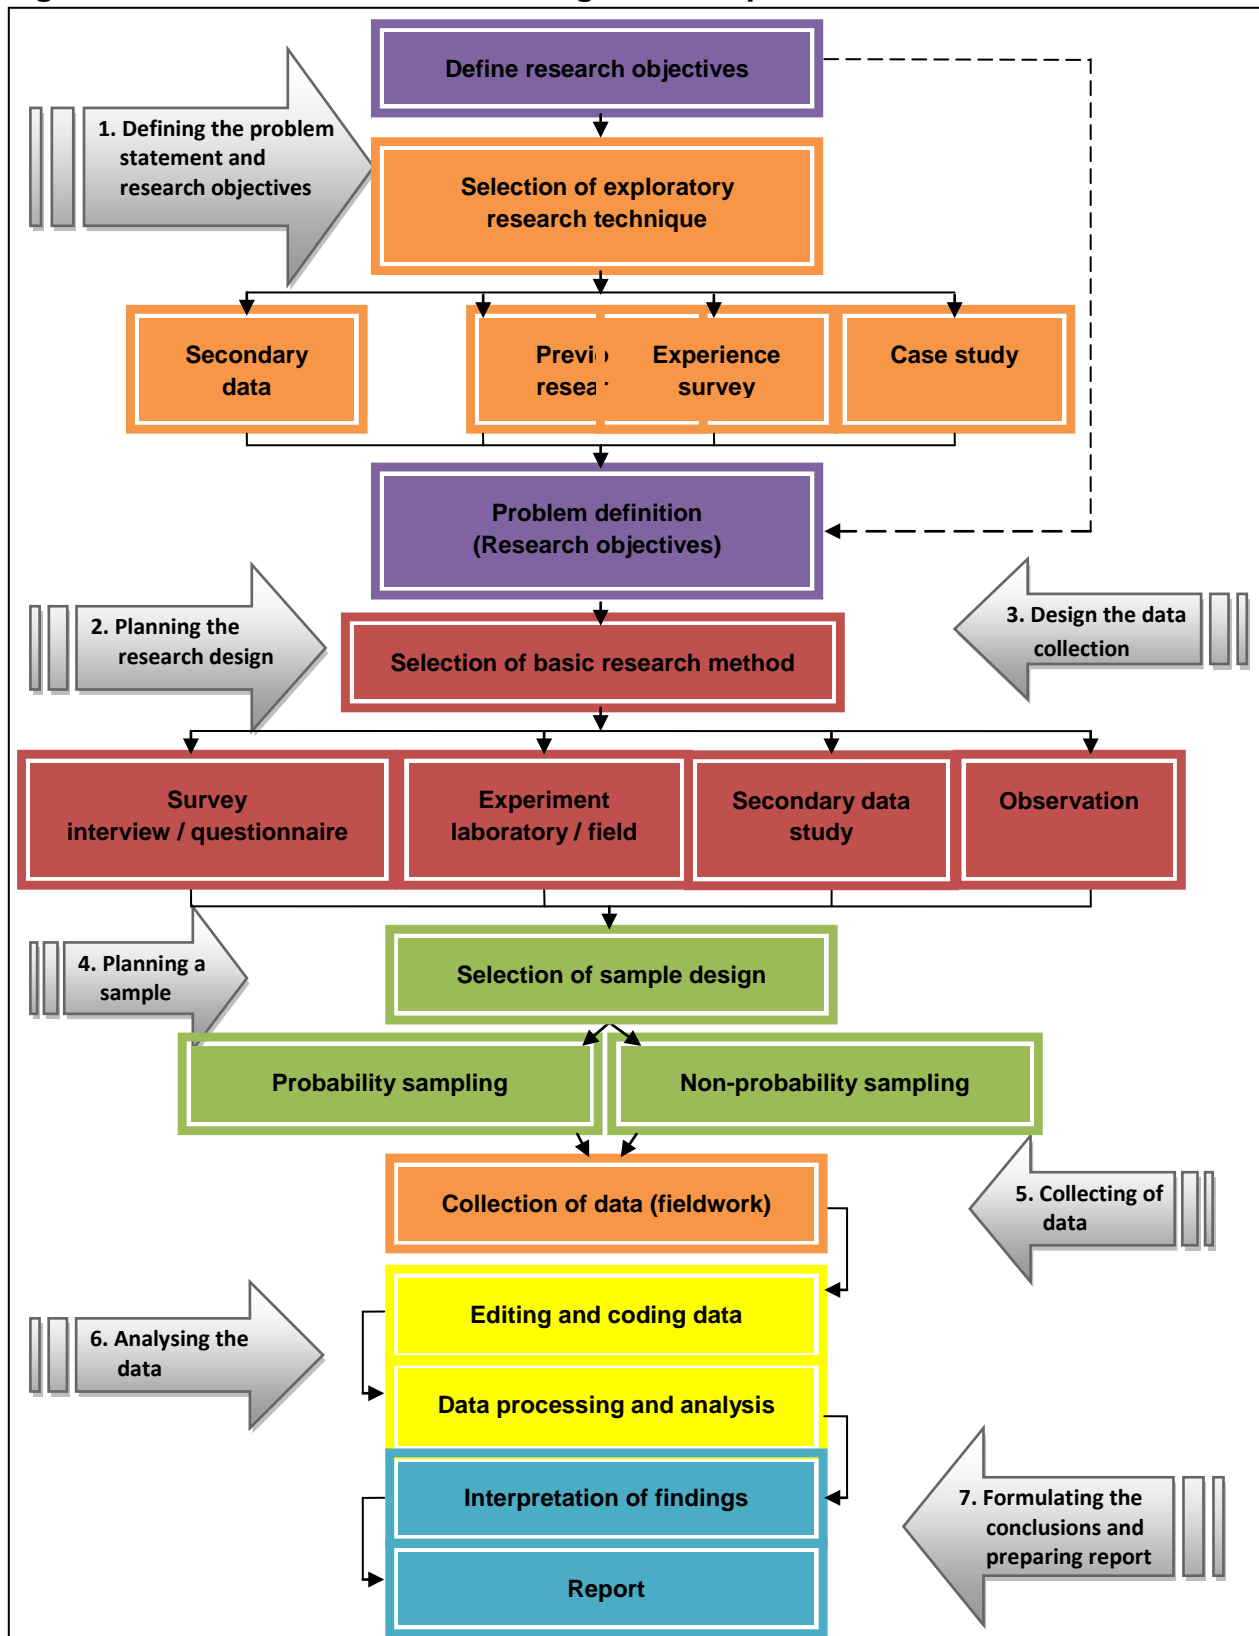 Define research objectives
1. Defining the problem
statement and
research objectives
Selection of exploratory
research technique
Secondary
data
Experience
survey
Case study
Problem definition
(Research objectives)
2. Planning the
research design
3. Design the data
collection
Selection of basic research method
Survey
interview / questionnaire
Experiment
laboratory / field
Secondary data
study
Observation
4. Planning a
sample
Selection of sample design
Probability sampling
Non-probability sampling
5. Collecting of
data
Collection of data (fieldwork)
Editing and coding data
6. Analysing the
data
Data processing and analysis
Interpretation of findings
7. Formulating the
conclusions and
preparing report
Report